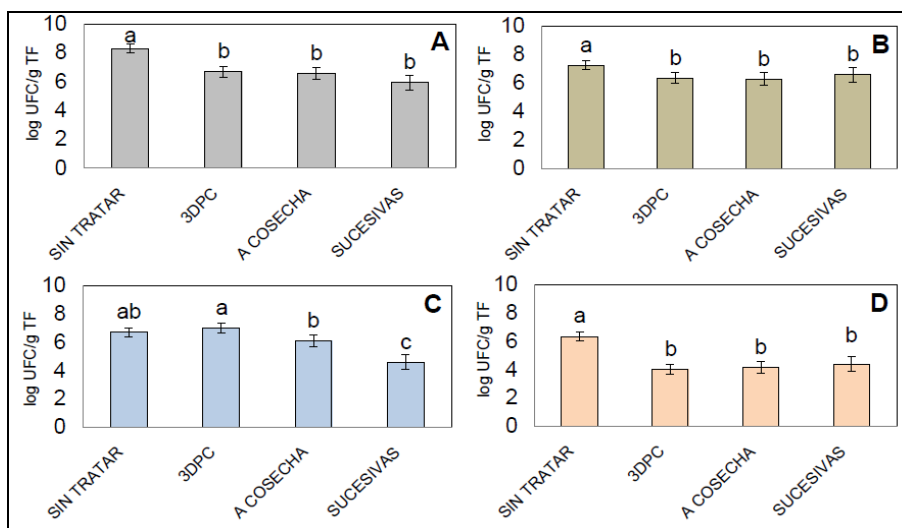 A
log UFC/g TF
10
8
6
4
2
0
a
b
b
b
SIN TRATAR
3DPC
A COSECHA
SUCESIVAS
B
log UFC/g TF
10
8
6
4
2
0
a
b
b
b
SIN TRATAR
3DPC
A COSECHA
SUCESIVAS
C
log UFC/g TF
10
8
6
4
2
0
ab
a
b
c
SIN TRATAR
3DPC
A COSECHA
SUCESIVAS
D
log UFC/g TF
10
8
6
4
2
0
a
b
b
b
SIN TRATAR
3DPC
A COSECHA
SUCESIVAS